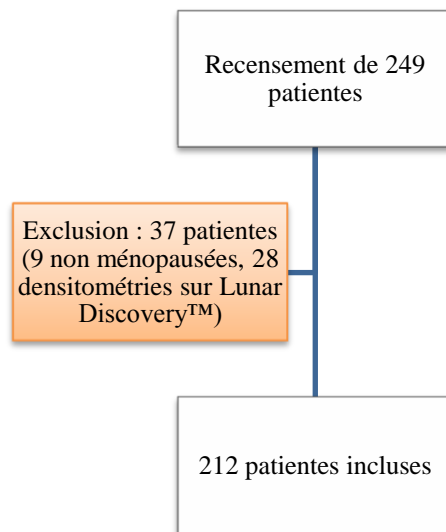 Recensement de 249
patientes
Exclusion : 37 patientes
(9 non ménopausées, 28
densitométries sur Lunar
Discovery™)
212 patientes incluses